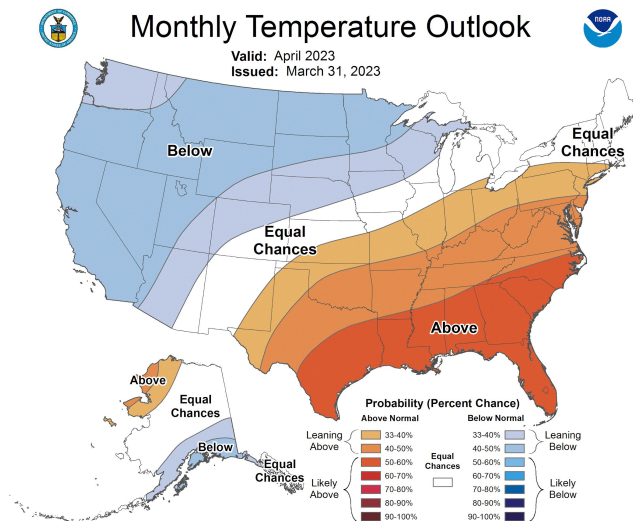 Monthly Temperature Outlook
Valid: April 2023
Issued: March 31, 2023
NOAA
Below
Equal
Chances
Equal
Chances
Above
Above
Equal
Chances
Below
Equal
Chances
Probability (Percent Chance)
Above Normal
Below Normal
Leaning
Above
33-40%
40-50%
50-60%
60-70%
70-80%
80-90%
90-100%
Likely
Above
Equal
Chances
33-40%
40-50%
50-60%
60-70%
70-80%
80-90%
90-100%
Leaning
Below
Likely
Below